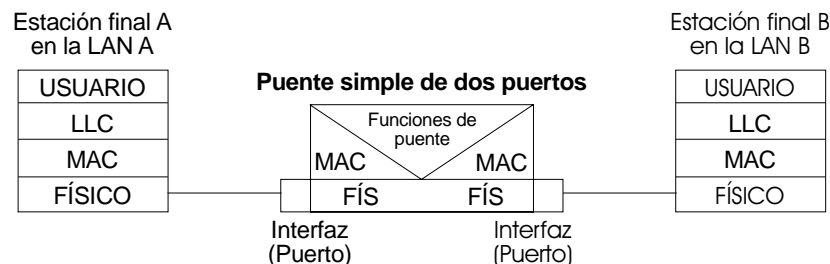 Estación final A
en la LAN A
USUARIO
LLC
MAC
FÍSICO
Puente simple de dos puertos
Funciones de
puente
MAC
MAC
FÍS
FÍS
Interfaz
(Puerto)
Interfaz
(Puerto)
Estación final B
en la LAN B
USUARIO
LLC
MAC
FÍSICO